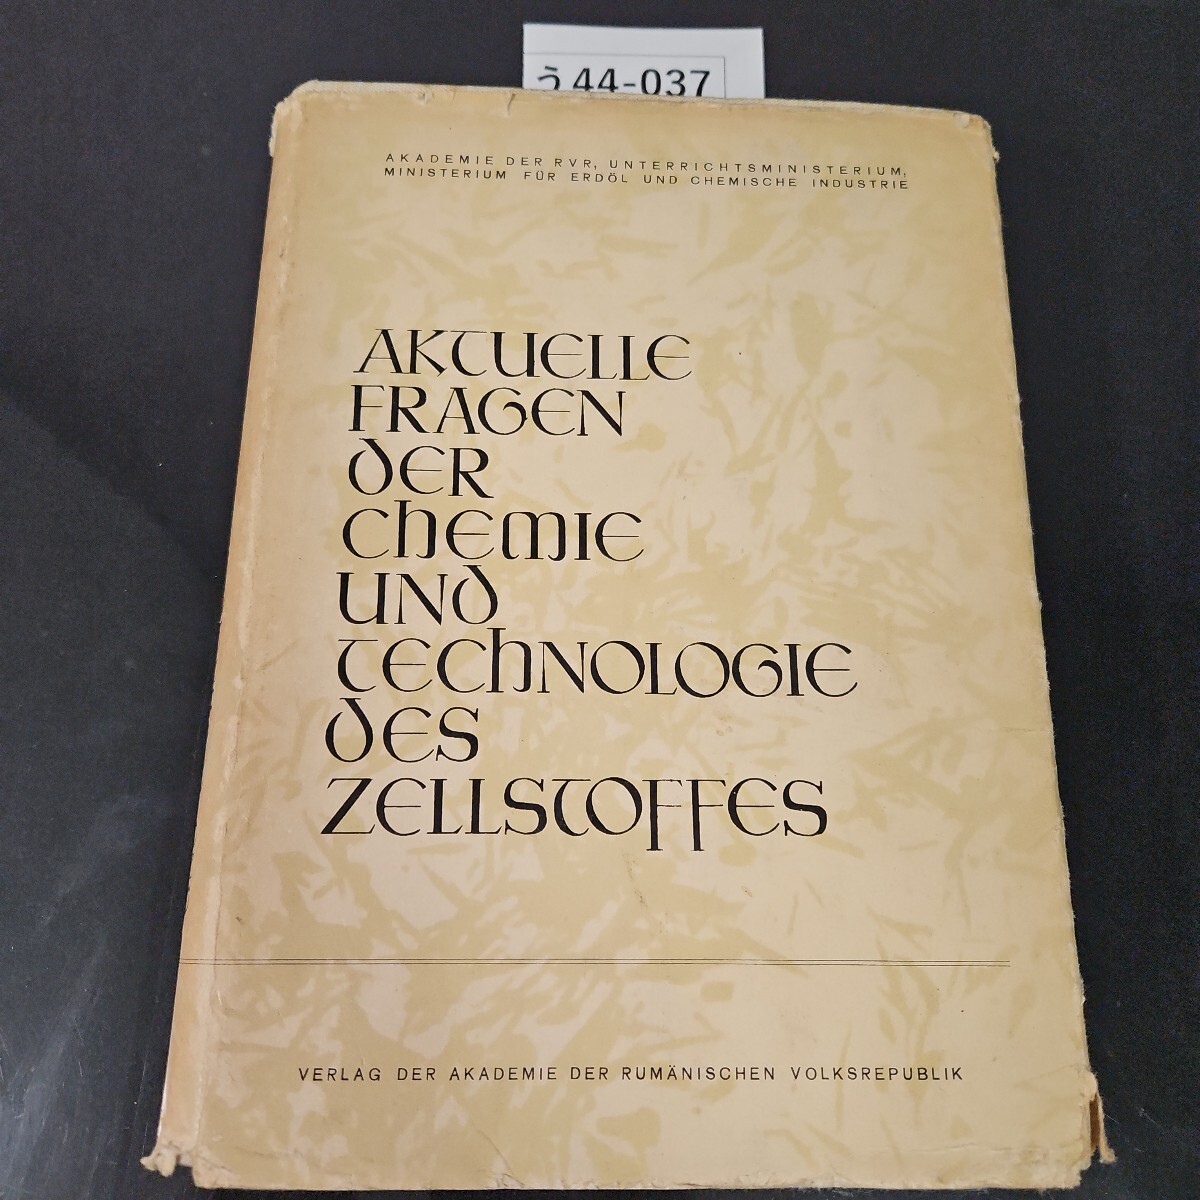 う44-037
AKADEMIE DER RVR, UNTERRICHTSMINISTERIUM,
MINISTERIUM FÜR ERDÖL UND CHEMISCHE INDUSTRIE
AKTUELLE
FRAGEN
DER
CHEMIE
UND
TECHNOLOGIE
DES
ZELLSTOFFES
VERLAG DER AKADEMIE DER RUMÄNISCHEN VOLKSREPUBLIK